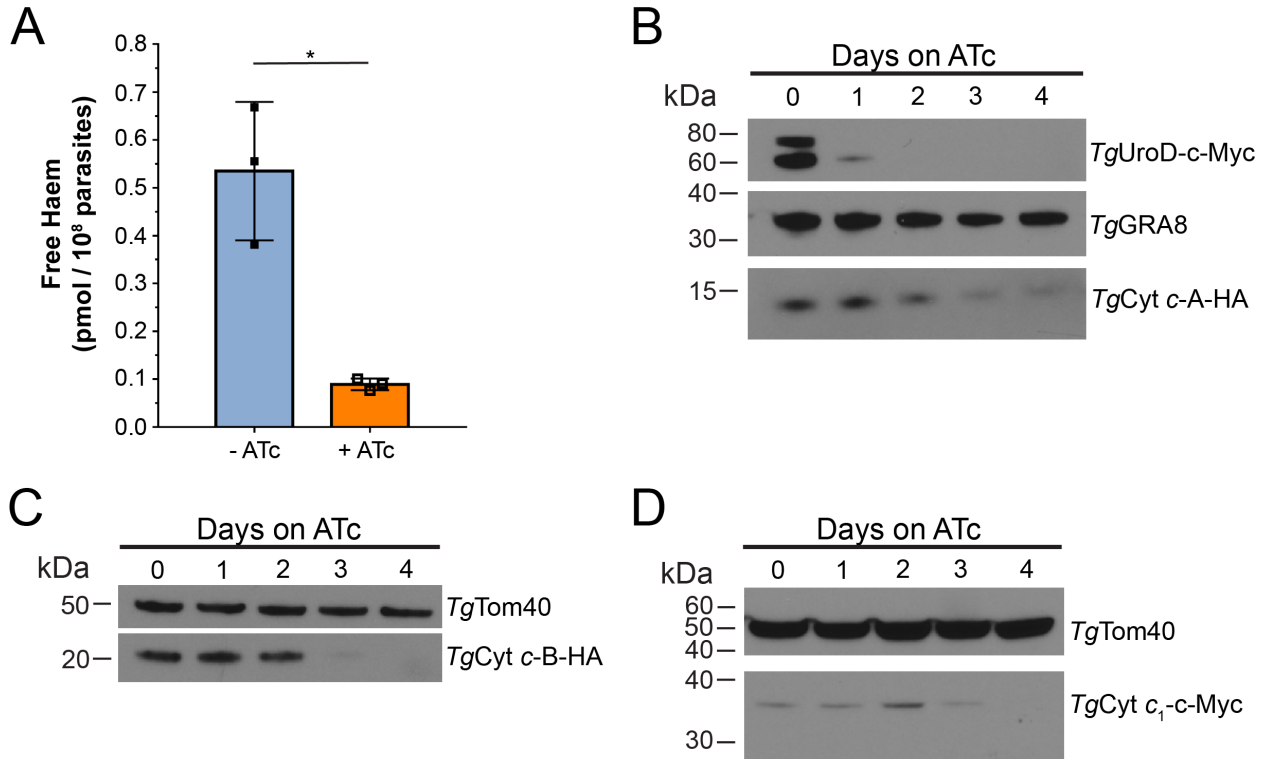 A
Free Haem
(pmol / 10⁸ parasites)
0.8
0.7
0.6
0.5
0.4
0.3
0.2
0.1
0.0
*
- ATc
+ ATc
B
Days on ATc
kDa 0 1 2 3 4
80
60
TgUroD-c-Myc
40
30
TgGRA8
15
TgCyt c-A-HA
C
Days on ATc
kDa 0 1 2 3 4
50
TgTom40
20
TgCyt c-B-HA
D
Days on ATc
kDa 0 1 2 3 4
60
50
40
TgTom40
40
30
TgCyt c₁-c-Myc